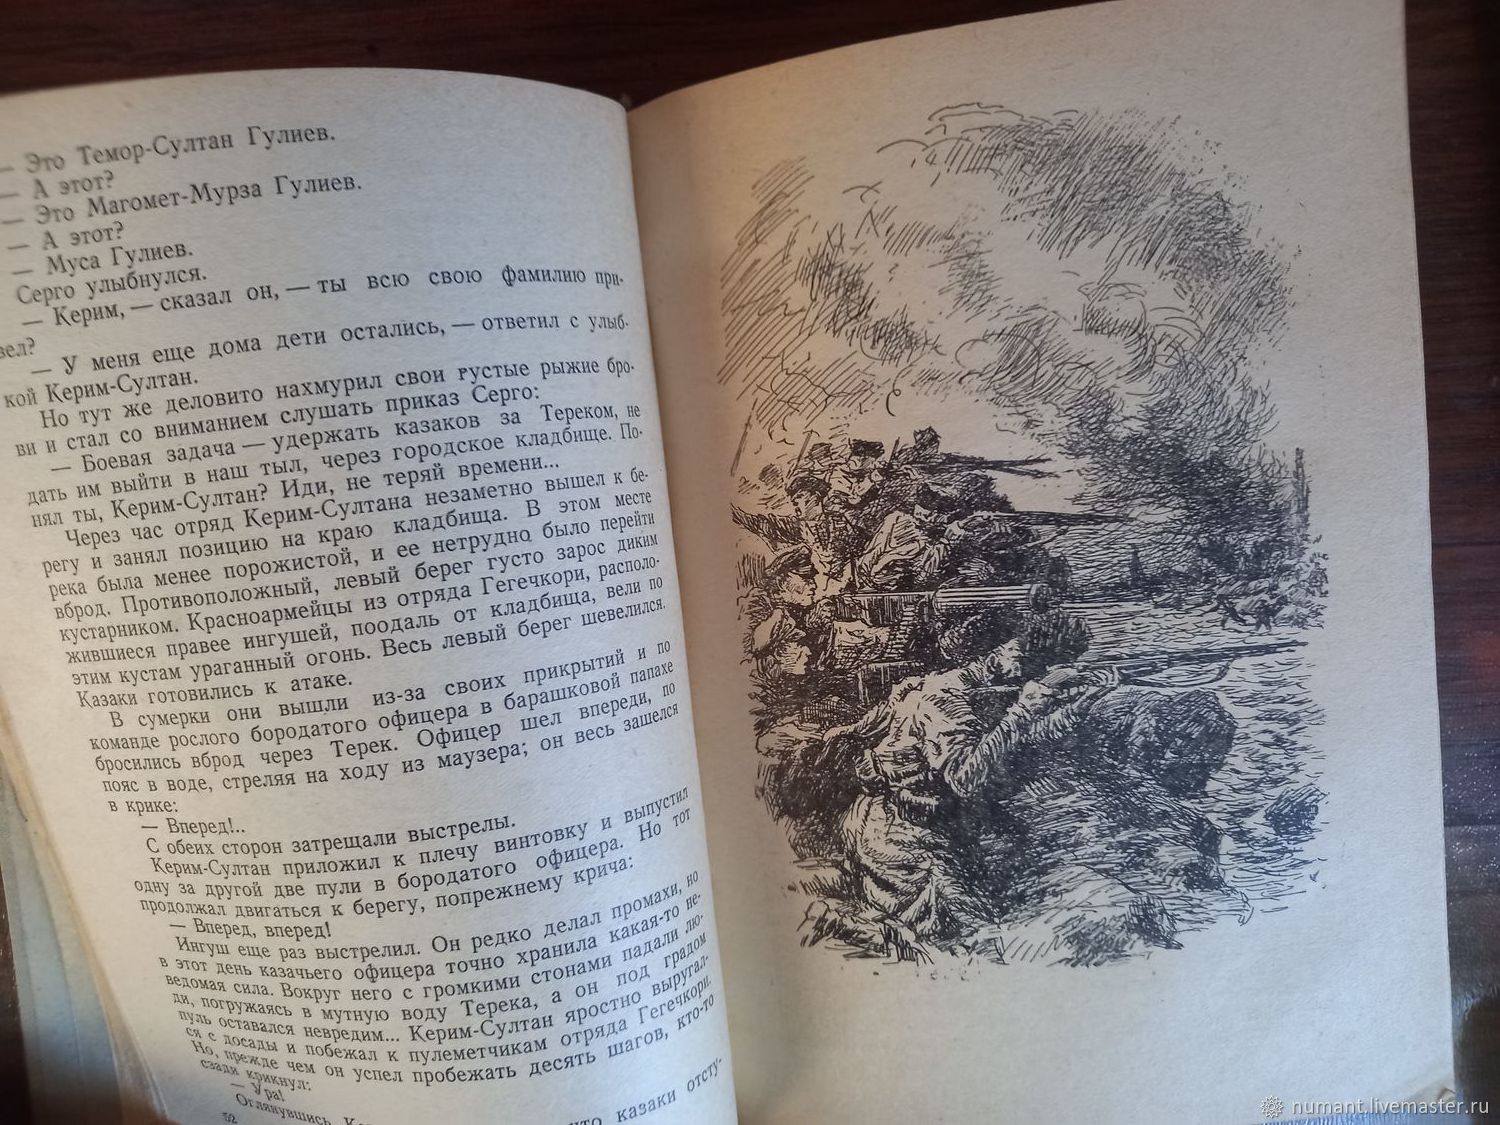 — Это Темор-Султан Гулиев.
— А этот?
— Это Магомет-Мурза Гулиев.
— А этот?
— Муса Гулиев.
Серго улыбнулся.
— Керим, — сказал он, — ты всю свою фамилию при-
вел?
— У меня еще дома дети остались, — ответил с улыб-
кой Керим-Султан.
Но тут же деловито нахмурил свои густые рыжие бро-
ви и стал со вниманием слушать приказ Серго:
— Боевая задача — удержать казаков за Тереком, не
дать им выйти в наш тыл, через городское кладбище. По-
нял ты, Керим-Султан? Иди, не теряй времени...
Через час отряд Керим-Султана незаметно вышел к бе-
регу и занял позицию на краю кладбища. В этом месте
река была менее порожистой, и ее нетрудно было перейти
вброд. Противоположный, левый берег густо зарос диким
кустарником. Красноармейцы из отряда Гегечкори, располо-
жившиеся правее ингушей, поодаль от кладбища, вели по
этим кустам ураганный огонь. Весь левый берег шевелился.
Казаки готовились к атаке.
В сумерки они вышли из-за своих прикрытий и по
команде рослого бородатого офицера в барашковой папахе
бросились вброд через Терек. Офицер шел впереди, по
пояс в воде, стреляя на ходу из маузера; он весь зашелся
в крике:
— Вперед!..
С обеих сторон затрещали выстрелы.
Керим-Султан приложил к плечу винтовку и выпустил
одну за другой две пули в бородатого офицера. Но тот
продолжал двигаться к берегу, попрежнему крича:
— Вперед, вперед!
Ингуш еще раз выстрелил. Он редко делал промахи, но
в этот день казачьего офицера точно хранила какая-то не-
ведомая сила. Вокруг него с громкими стонами падали лю-
ди, погружаясь в мутную воду Терека, а он под градом
пуль оставался невредим... Керим-Султан яростно выругал-
ся с досады и побежал к пулеметчикам отряда Гегечкори.
Но, прежде чем он успел пробежать десять шагов, кто-то
сзади крикнул:
— Ура!
Оглянувшись, казаки отсту-
52
numant.livemaster.ru